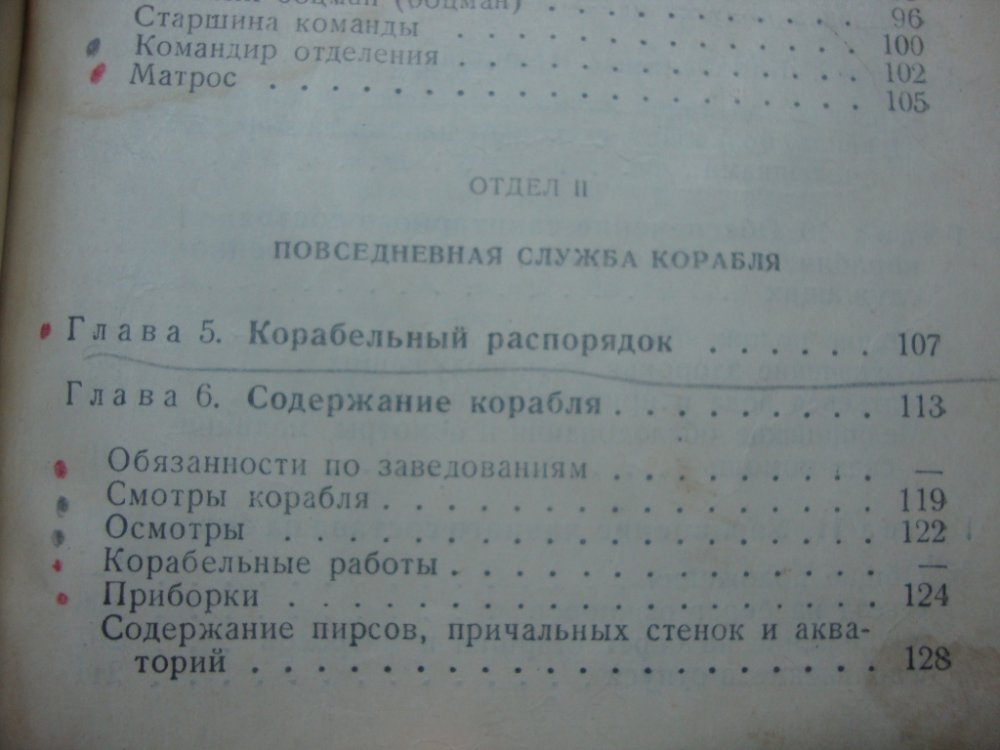 боцман (боцман) . . . . . . . . 96
Старшина команды . . . . . . . . . . . . 100
Командир отделения . . . . . . . . . . . . 102
Матрос . . . . . . . . . . . . . . . . . . 105
ОТДЕЛ II
ПОВСЕДНЕВНАЯ СЛУЖБА КОРАБЛЯ
Глава 5. Корабельный распорядок . . . . . . 107
Глава 6. Содержание корабля . . . . . . . . 113
Обязанности по заведованиям . . . . . . . . . —
Смотры корабля . . . . . . . . . . . . . . . . 119
Осмотры . . . . . . . . . . . . . . . . . . . 122
Корабельные работы . . . . . . . . . . . . . —
Приборки . . . . . . . . . . . . . . . . . . . 124
Содержание пирсов, причальных стенок и аква-
торий . . . . . . . . . . . . . . . . . . . . 128